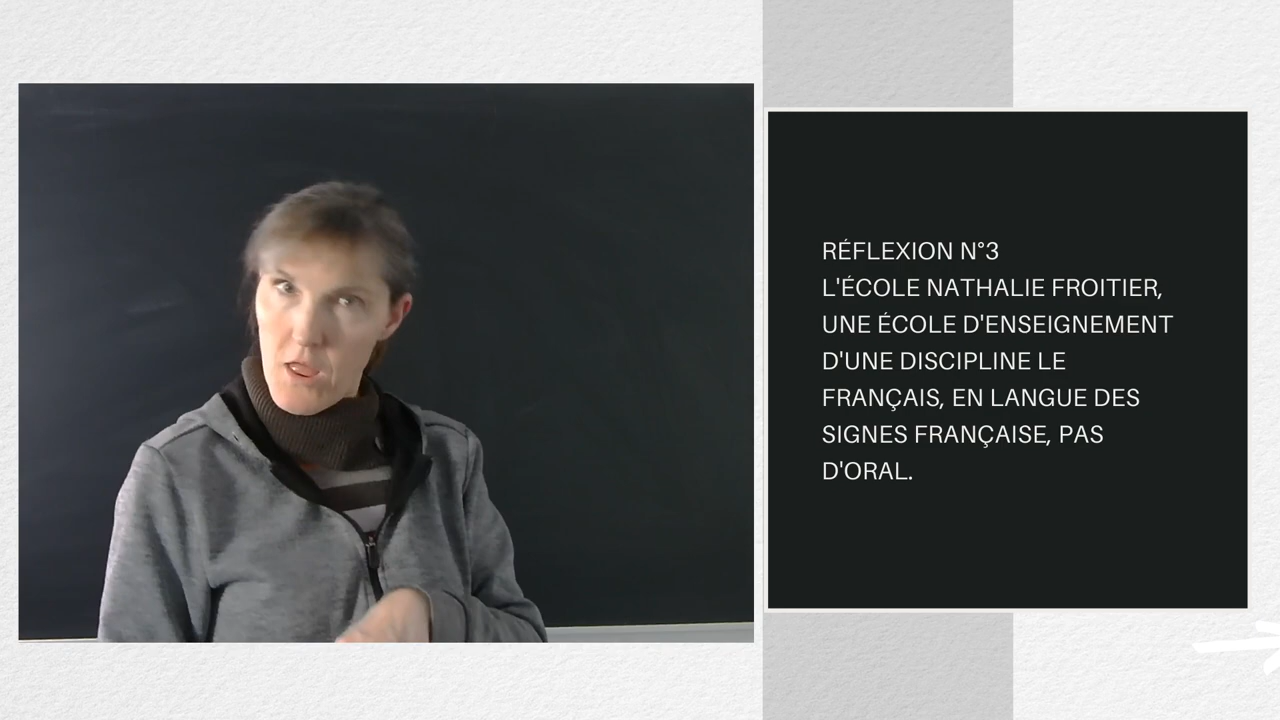 RÉFLEXION N°3
L'ÉCOLE NATHALIE FROITIER,
UNE ÉCOLE D'ENSEIGNEMENT
D'UNE DISCIPLINE LE
FRANÇAIS, EN LANGUE DES
SIGNES FRANÇAISE, PAS
D'ORAL.